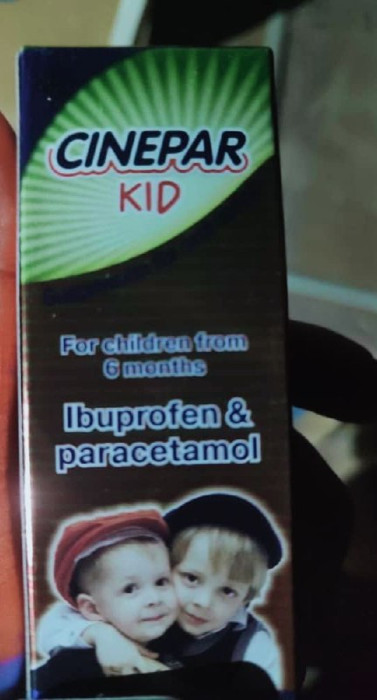 CINEPAR
KID
For children from
6 months
Ibuprofen &
paracetamol